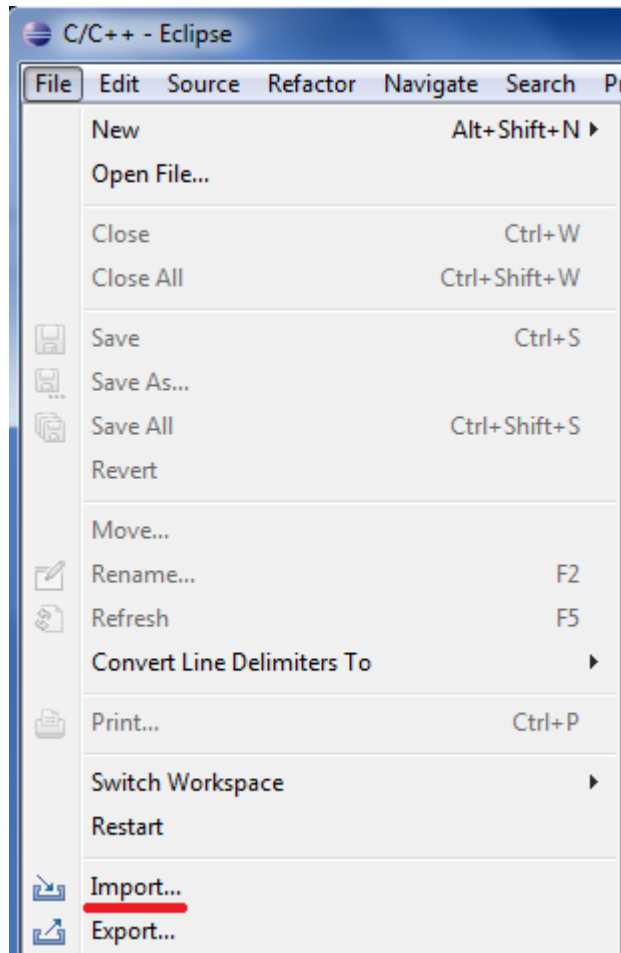 C/C++ - Eclipse
File Edit Source Refactor Navigate Search
New Alt+Shift+N
Open File...
Close Ctrl+W
Close All Ctrl+Shift+W
Save Ctrl+S
Save As...
Save All Ctrl+Shift+S
Revert
Move...
Rename... F2
Refresh F5
Convert Line Delimiters To
Print... Ctrl+P
Switch Workspace
Restart
Import...
Export...